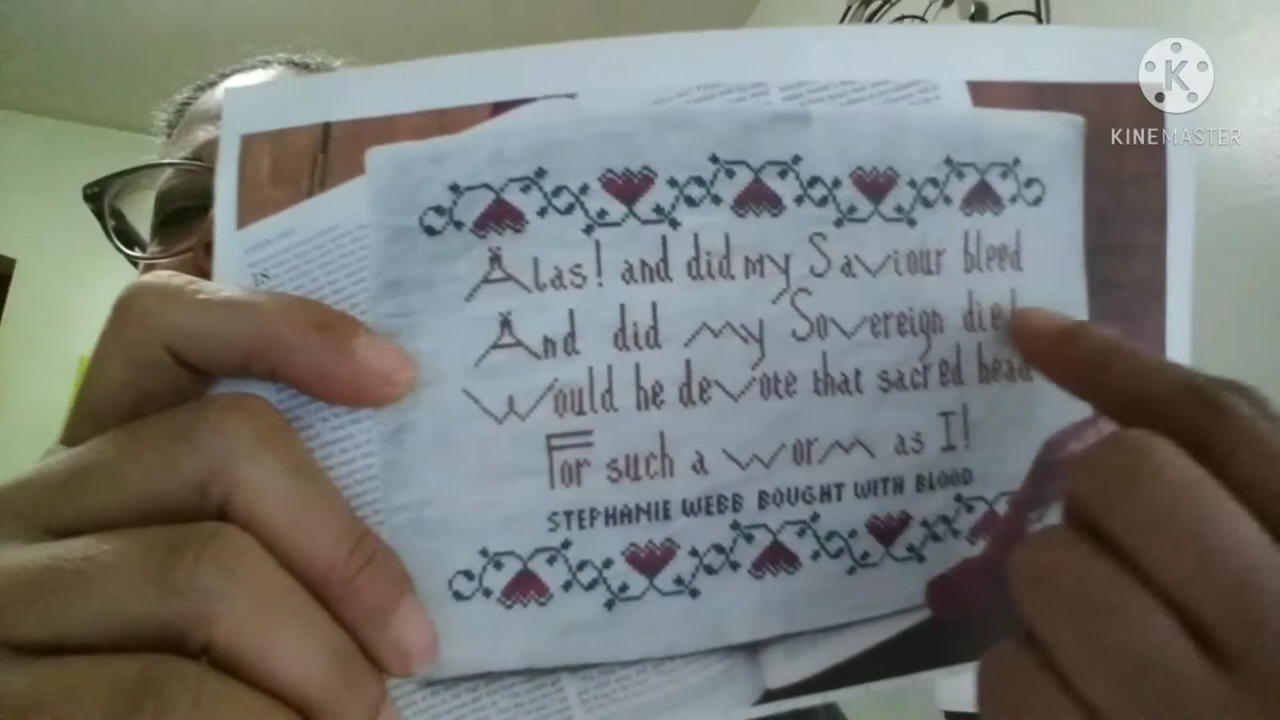 Alas! and did my Saviour bleed
And did my Sovereign die!
Would he devote that sacred head
For such a worm as I!
STEPHANIE WEBB BOUGHT WITH BLOOD
K
KINEMASTER